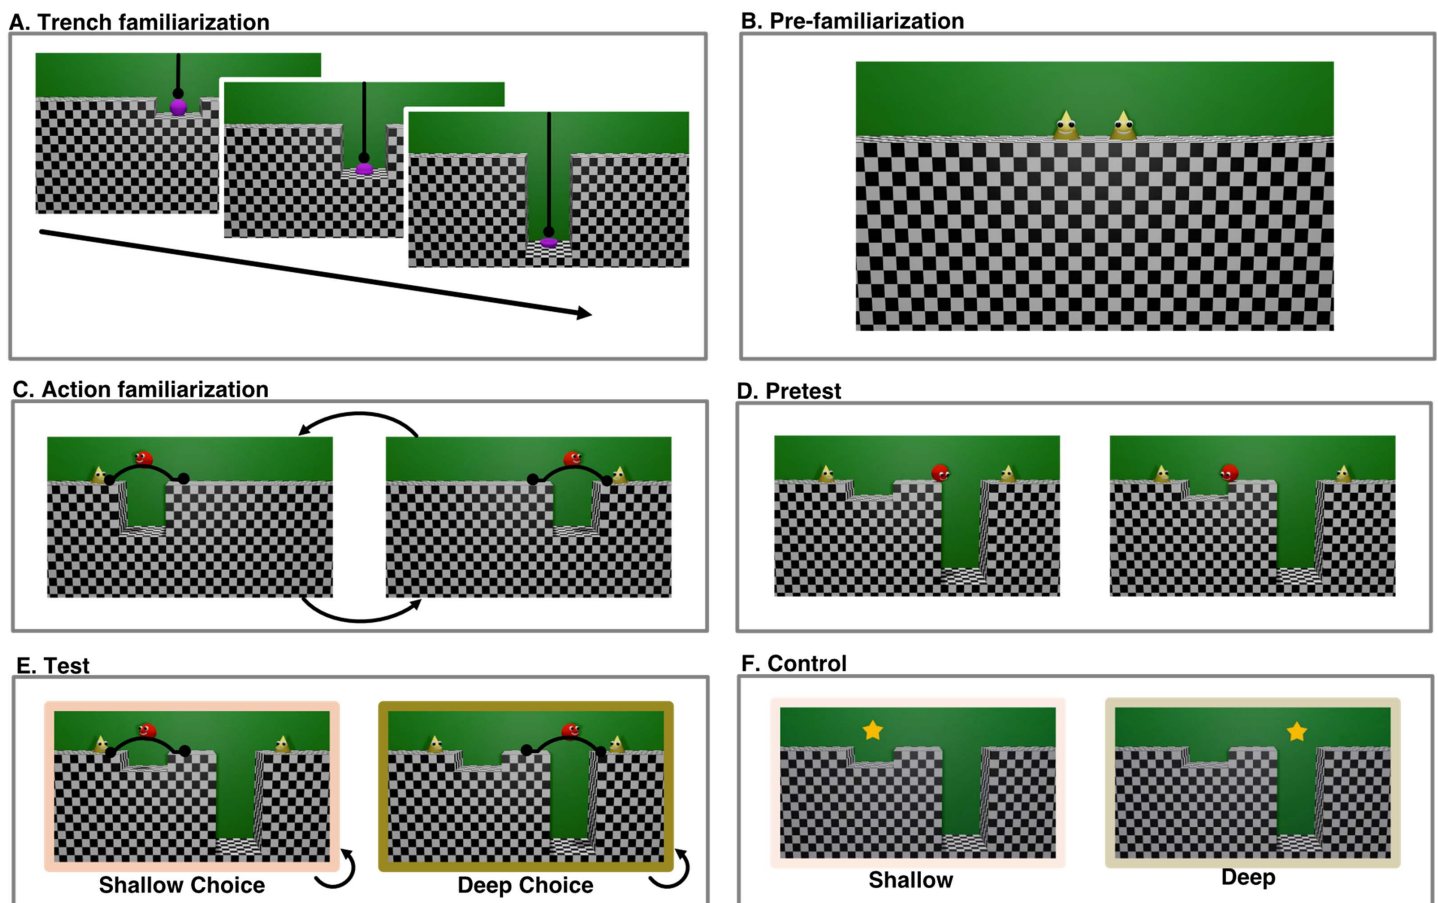 A. Trench familiarization
B. Pre-familiarization
C. Action familiarization
D. Pretest
E. Test
Shallow Choice
Deep Choice
F. Control
Shallow
Deep